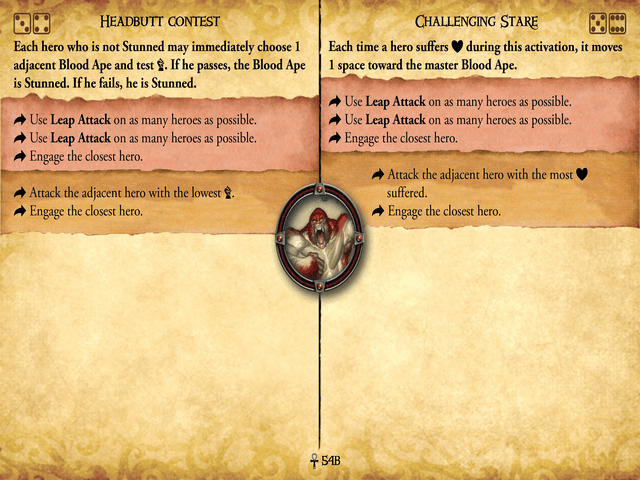 HEADBUTT CONTEST
Each hero who is not Stunned may immediately choose 1
adjacent Blood Ape and test . If he passes, the Blood Ape
is Stunned. If he fails, he is Stunned.
Use Leap Attack on as many heroes as possible.
Use Leap Attack on as many heroes as possible.
Engage the closest hero.
Attack the adjacent hero with the lowest .
Engage the closest hero.
CHALLENGING STARE
Each time a hero suffers ♥ during this activation, it moves
1 space toward the master Blood Ape.
Use Leap Attack on as many heroes as possible.
Use Leap Attack on as many heroes as possible.
Engage the closest hero.
Attack the adjacent hero with the most ♥
suffered.
Engage the closest hero.
54B